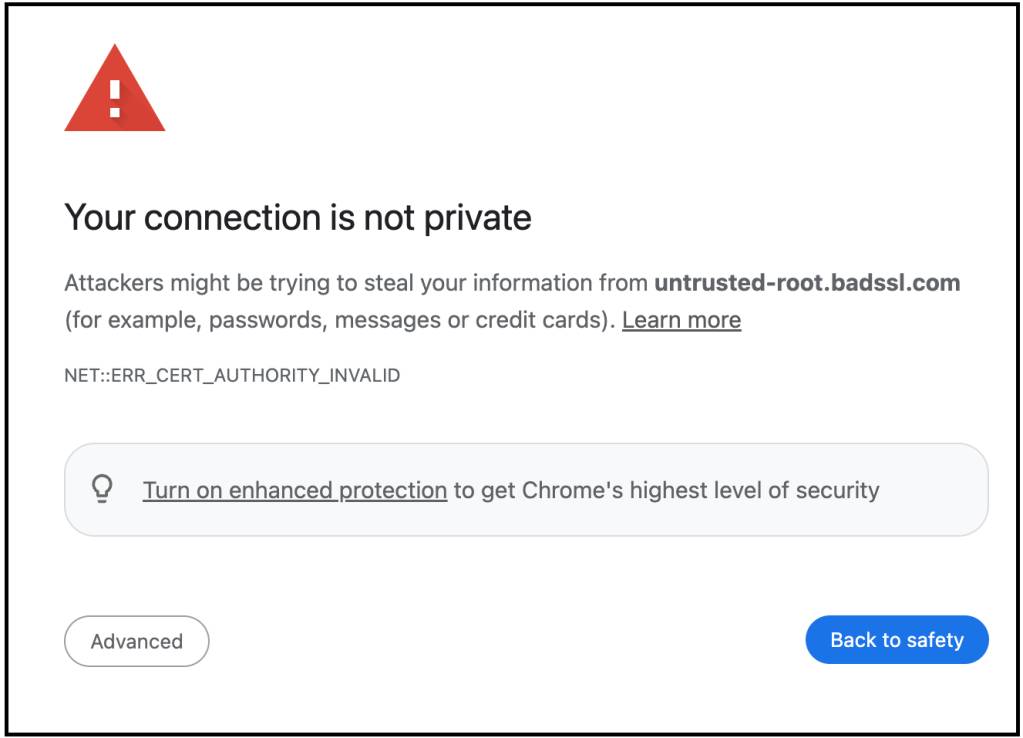 Your connection is not private
Attackers might be trying to steal your information from untrusted-root.badssl.com
(for example, passwords, messages or credit cards). Learn more
NET::ERR_CERT_AUTHORITY_INVALID
Turn on enhanced protection to get Chrome's highest level of security
Advanced
Back to safety